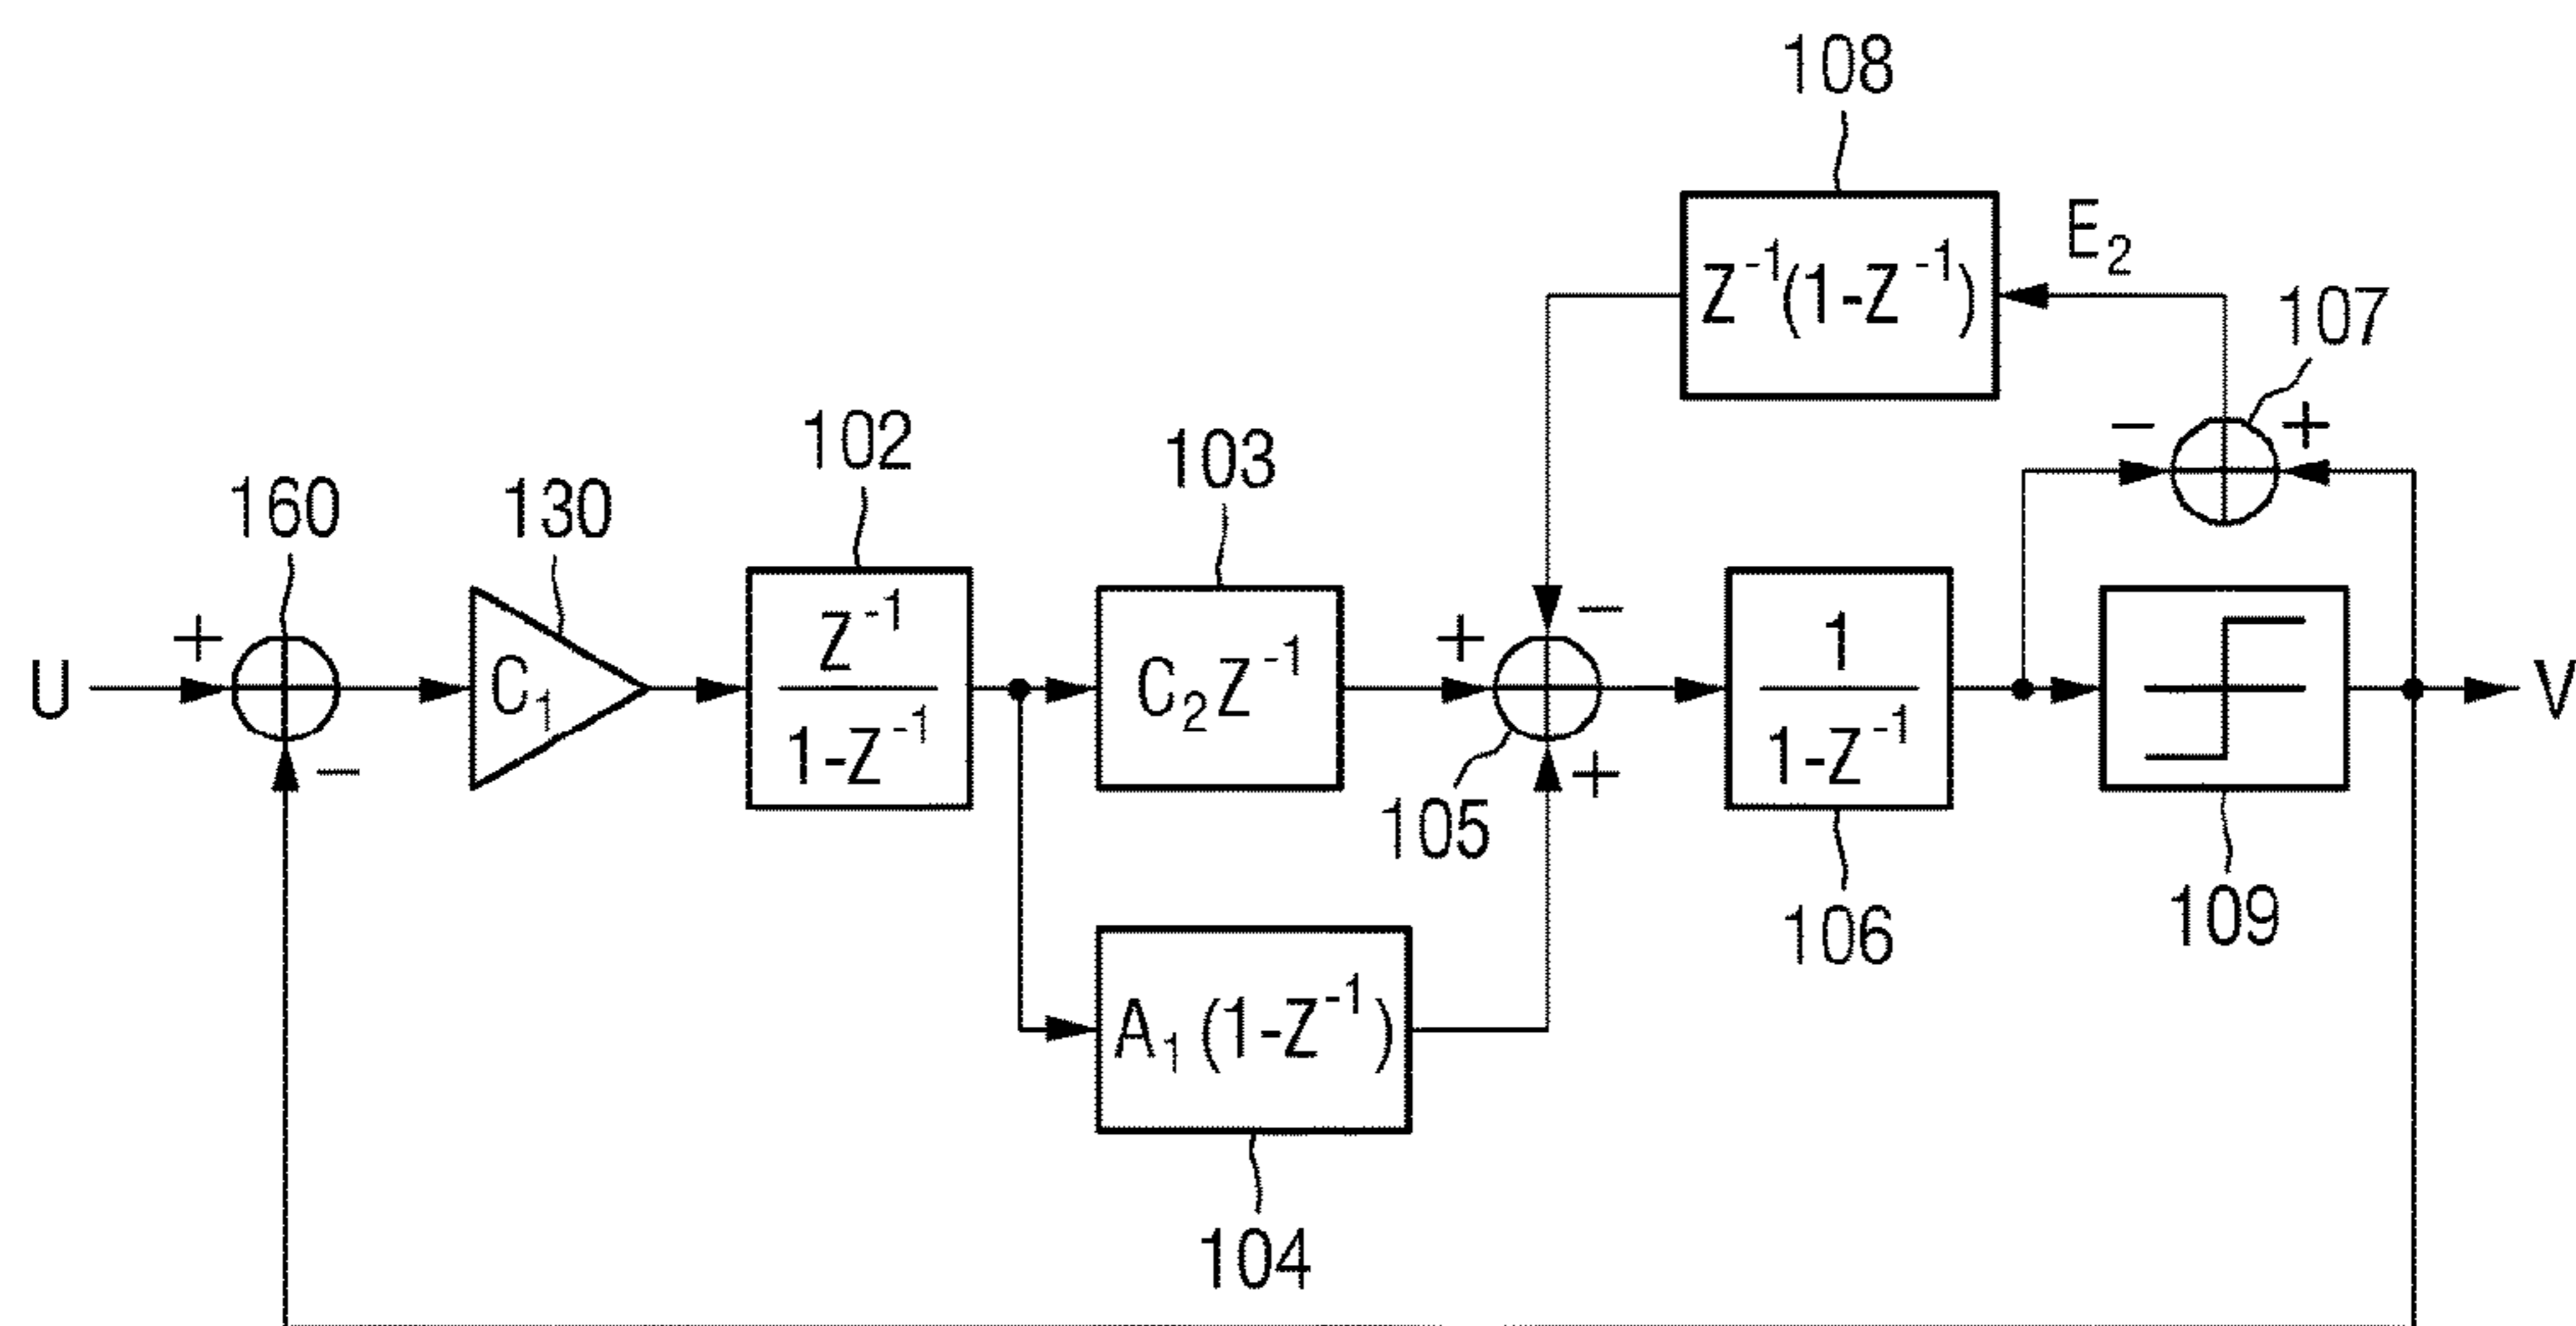 108
Z⁻¹(1-Z⁻¹)
E₂
107
− +
160
130
102
103
U
+
−
C₁
Z⁻¹
1-Z⁻¹
C₂Z⁻¹
+
−
+
105
1
1-Z⁻¹
106
109
V
A₁(1-Z⁻¹)
104